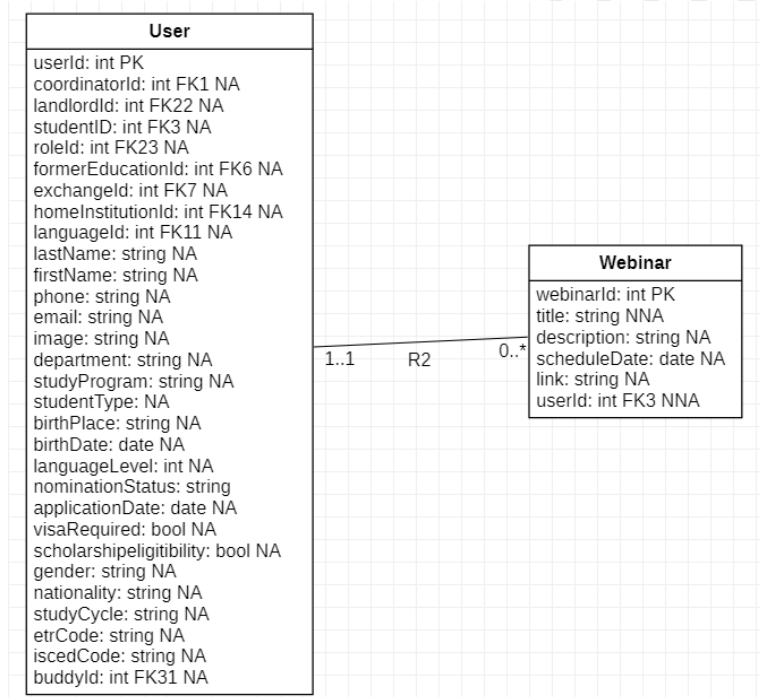 User
userId: int PK
coordinatorId: int FK1 NA
landlordId: int FK22 NA
studentID: int FK3 NA
roleId: int FK23 NA
formerEducationId: int FK6 NA
exchangeId: int FK7 NA
homeInstitutionId: int FK14 NA
languageId: int FK11 NA
lastName: string NA
firstName: string NA
phone: string NA
email: string NA
image: string NA
department: string NA
studyProgram: string NA
studentType: NA
birthPlace: string NA
birthDate: date NA
languageLevel: int NA
nominationStatus: string
applicationDate: date NA
visaRequired: bool NA
scholarshipeligitibility: bool NA
gender: string NA
nationality: string NA
studyCycle: string NA
etrCode: string NA
iscedCode: string NA
buddyId: int FK31 NA
1..1
R2
0..*
Webinar
webinarId: int PK
title: string NNA
description: string NA
scheduleDate: date NA
link: string NA
userId: int FK3 NNA